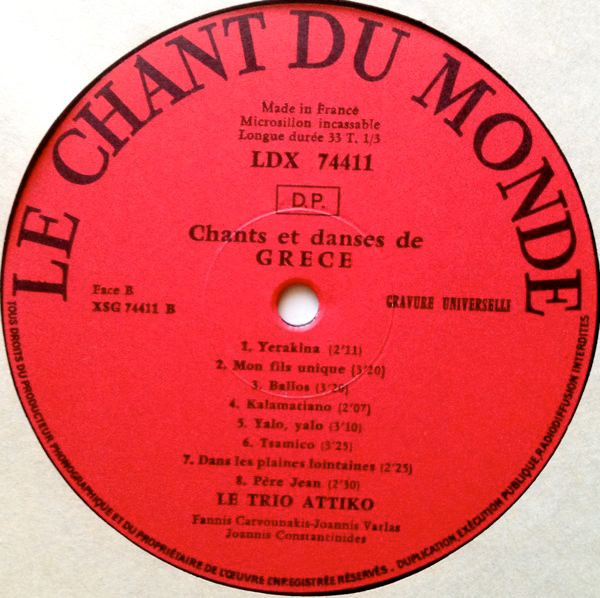 LE CHANT DU MONDE
Made in France
Microsillon incassable
Longue durée 33 T. 1/3
LDX 74411
D.P.
Chants et danses de
GRECE
Face B
XSG 74411 B
GRAVURE UNIVERSELLE
1. Yerakina (2'11)
2. Mon fils unique (3'20)
3. Ballos (3'26)
4. Kalamatiano (2'07)
5. Yalo, yalo (3'10)
6. Tsamico (3'25)
7. Dans les plaines lointaines (2'25)
8. Père Jean (2'30)
LE TRIO ATTIKO
Fannis Carvounakis-Joannis Varlas
Joannis Constantinides
TOUS DROITS DU PRODUCTEUR PHONOGRAPHIQUE ET DU PROPRIÉTAIRE DE L'ŒUVRE ENREGISTRÉE RÉSERVÉS. DUPLICATION, EXÉCUTION PUBLIQUE, RADIODIFFUSION INTERDITES